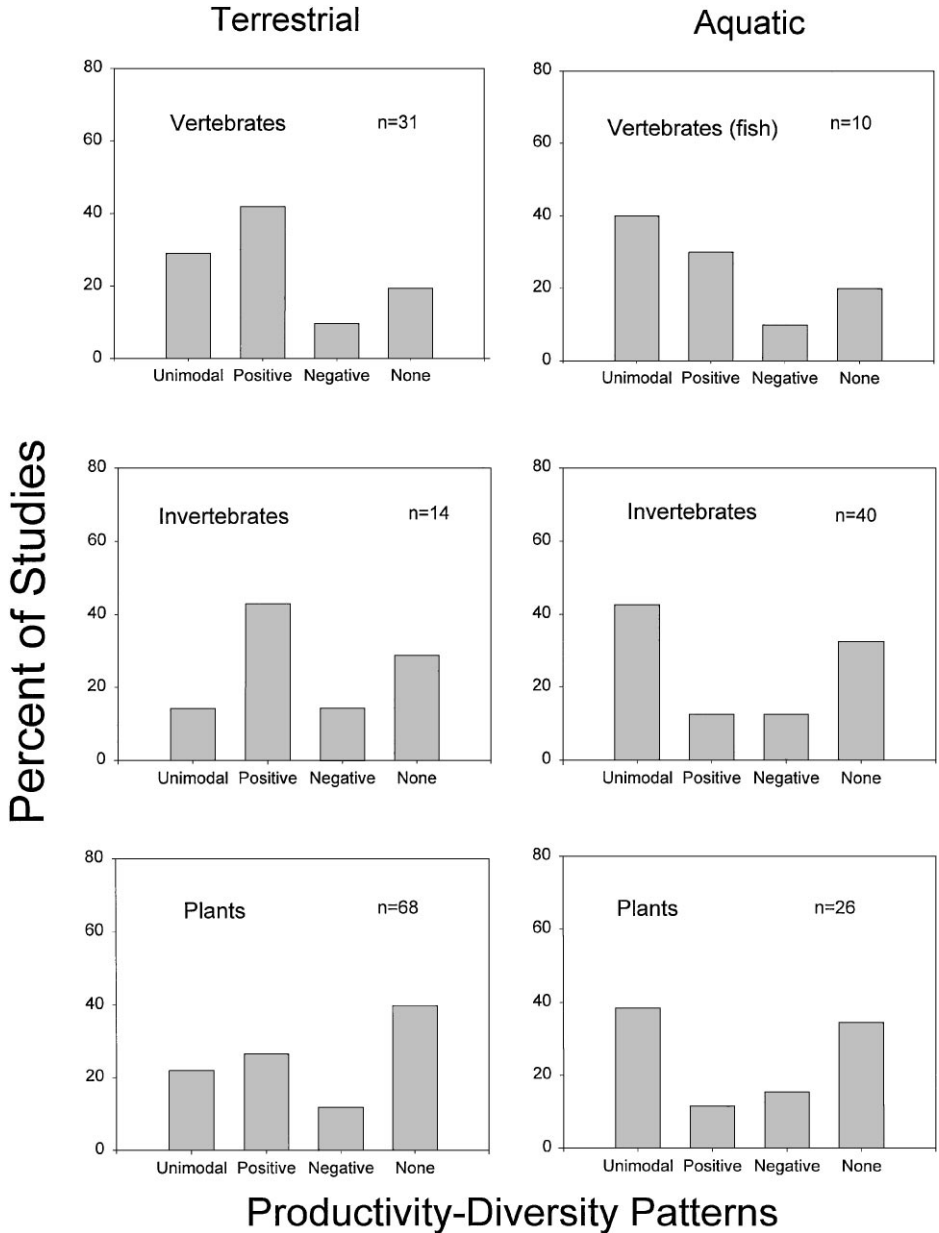 Terrestrial
Aquatic
Percent of Studies
80
60
40
20
0
Vertebrates n=31
Unimodal Positive Negative None
80
60
40
20
0
Vertebrates (fish) n=10
Unimodal Positive Negative None
80
60
40
20
0
Invertebrates n=14
Unimodal Positive Negative None
80
60
40
20
0
Invertebrates n=40
Unimodal Positive Negative None
80
60
40
20
0
Plants n=68
Unimodal Positive Negative None
80
60
40
20
0
Plants n=26
Unimodal Positive Negative None
Productivity-Diversity Patterns